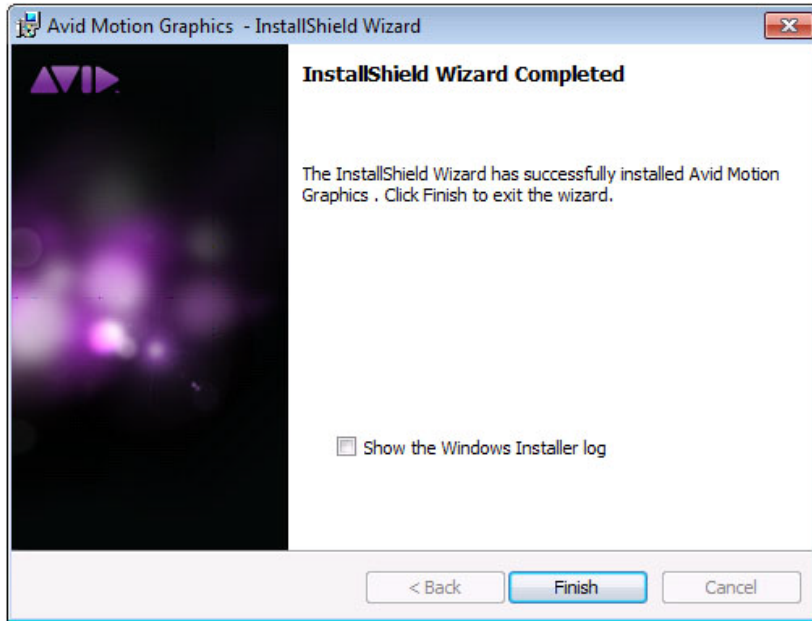 Avid Motion Graphics - InstallShield Wizard
AVID
InstallShield Wizard Completed
The InstallShield Wizard has successfully installed Avid Motion
Graphics . Click Finish to exit the wizard.
Show the Windows Installer log
< Back
Finish
Cancel